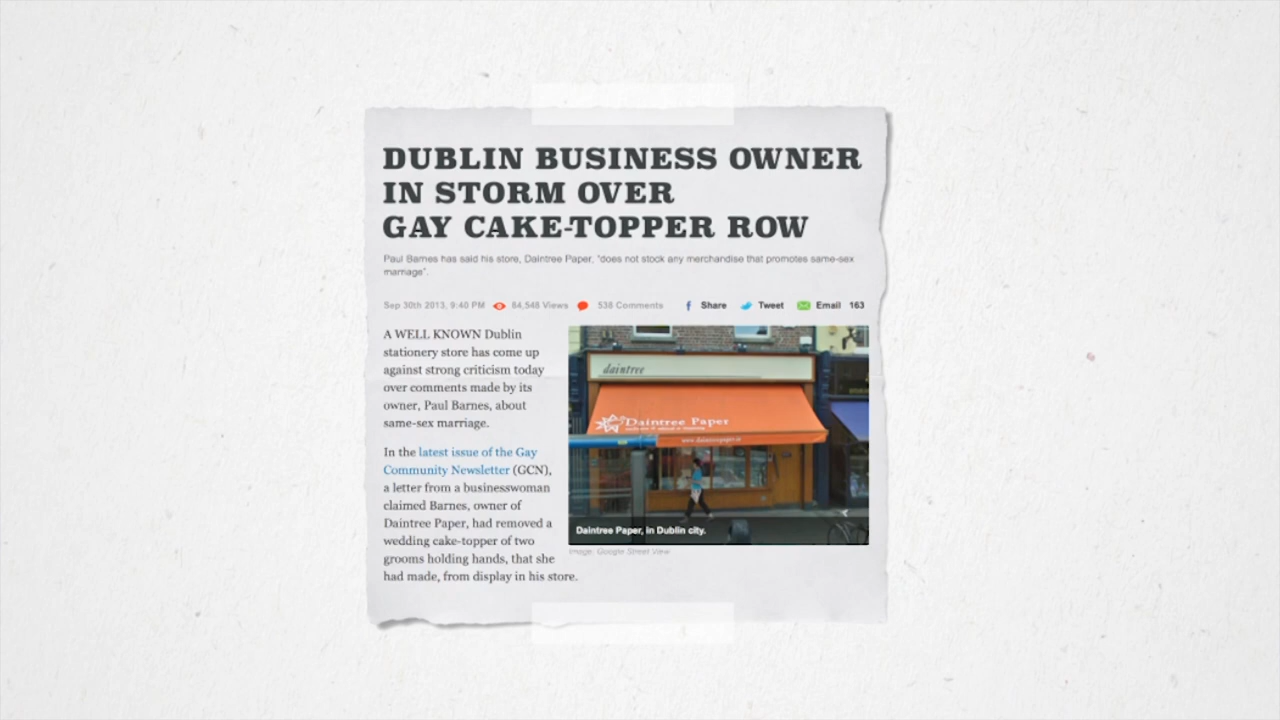 DUBLIN BUSINESS OWNER
IN STORM OVER
GAY CAKE-TOPPER ROW
Paul Barnes has said his store, Daintree Paper, "does not stock any merchandise that promotes same-sex
marriage".
Sep 30th 2013, 9:40 PM 64,548 Views 538 Comments Share Tweet Email 163
A WELL KNOWN Dublin
stationery store has come up
against strong criticism today
over comments made by its
owner, Paul Barnes, about
same-sex marriage.
In the latest issue of the Gay
Community Newsletter (GCN),
a letter from a businesswoman
claimed Barnes, owner of
Daintree Paper, had removed a
wedding cake-topper of two
grooms holding hands, that she
had made, from display in his store.
daintree
Daintree Paper
www.daintreepaper.ie
Daintree Paper, in Dublin city.
Image: Google Street View